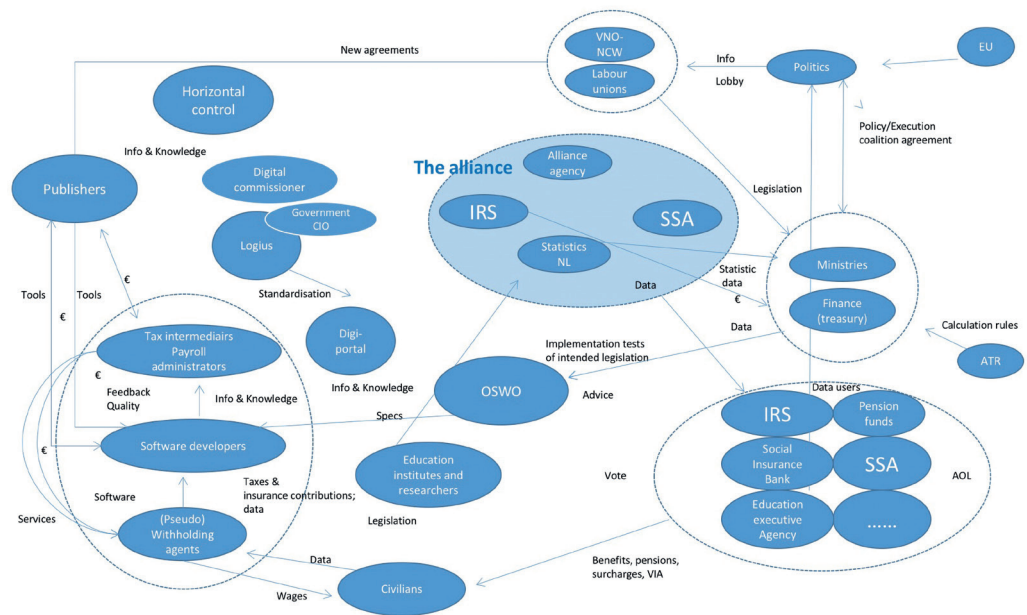 New agreements
VNO-
NCW
Labour
unions
Info
Lobby
Politics
EU
Horizontal
control
Policy/Execution
coalition agreement
Info & Knowledge
Publishers
Digital
commissioner
Government
CIO
Logius
The alliance
Alliance
agency
IRS
SSA
Statistics
NL
Legislation
Ministries
Finance
(treasury)
Statistic
data
€
Data
Data
Standardisation
Digi-
portal
Info & Knowledge
€
Tools
Tools
€
Tax intermediairs
Payroll
administrators
€
Feedback
Quality
Info & Knowledge
Software developers
€
Software
Taxes &
insurance contributions;
data
Services
(Pseudo)
Withholding
agents
Data
Wages
Civilians
Implementation tests
of intended legislation
OSWO
Advice
Specs
Education
institutes and
researchers
Legislation
Calculation rules
ATR
Data users
IRS
Pension
funds
Social
Insurance
Bank
SSA
Education
executive
Agency
......
Vote
AOL
Benefits, pensions,
surcharges, VIA